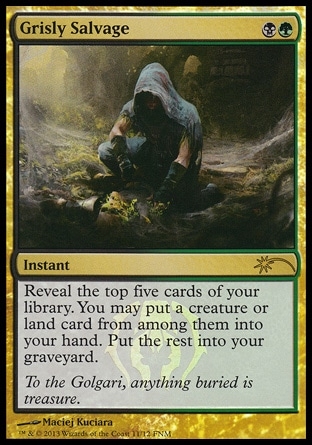 Grisly Salvage
Instant
Reveal the top five cards of your
library. You may put a creature or
land card from among them into
your hand. Put the rest into your
graveyard.
To the Golgari, anything buried is
treasure.
Maciej Kuciara
™ & © 2013 Wizards of the Coast 11/12 FNM